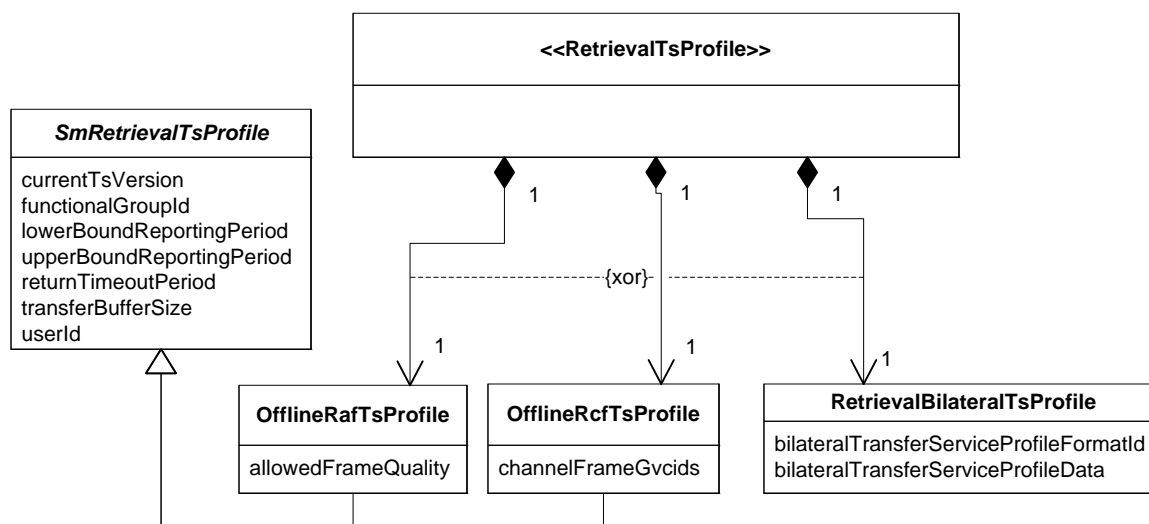 <<RetrievalTsProfile>>
SmRetrievalTsProfile
currentTsVersion
functionalGroupId
lowerBoundReportingPeriod
upperBoundReportingPeriod
returnTimeoutPeriod
transferBufferSize
userId
1
1
1
{xor}
1
1
1
OfflineRafTsProfile
allowedFrameQuality
OfflineRcfTsProfile
channelFrameGvcids
RetrievalBilateralTsProfile
bilateralTransferServiceProfileFormatId
bilateralTransferServiceProfileData